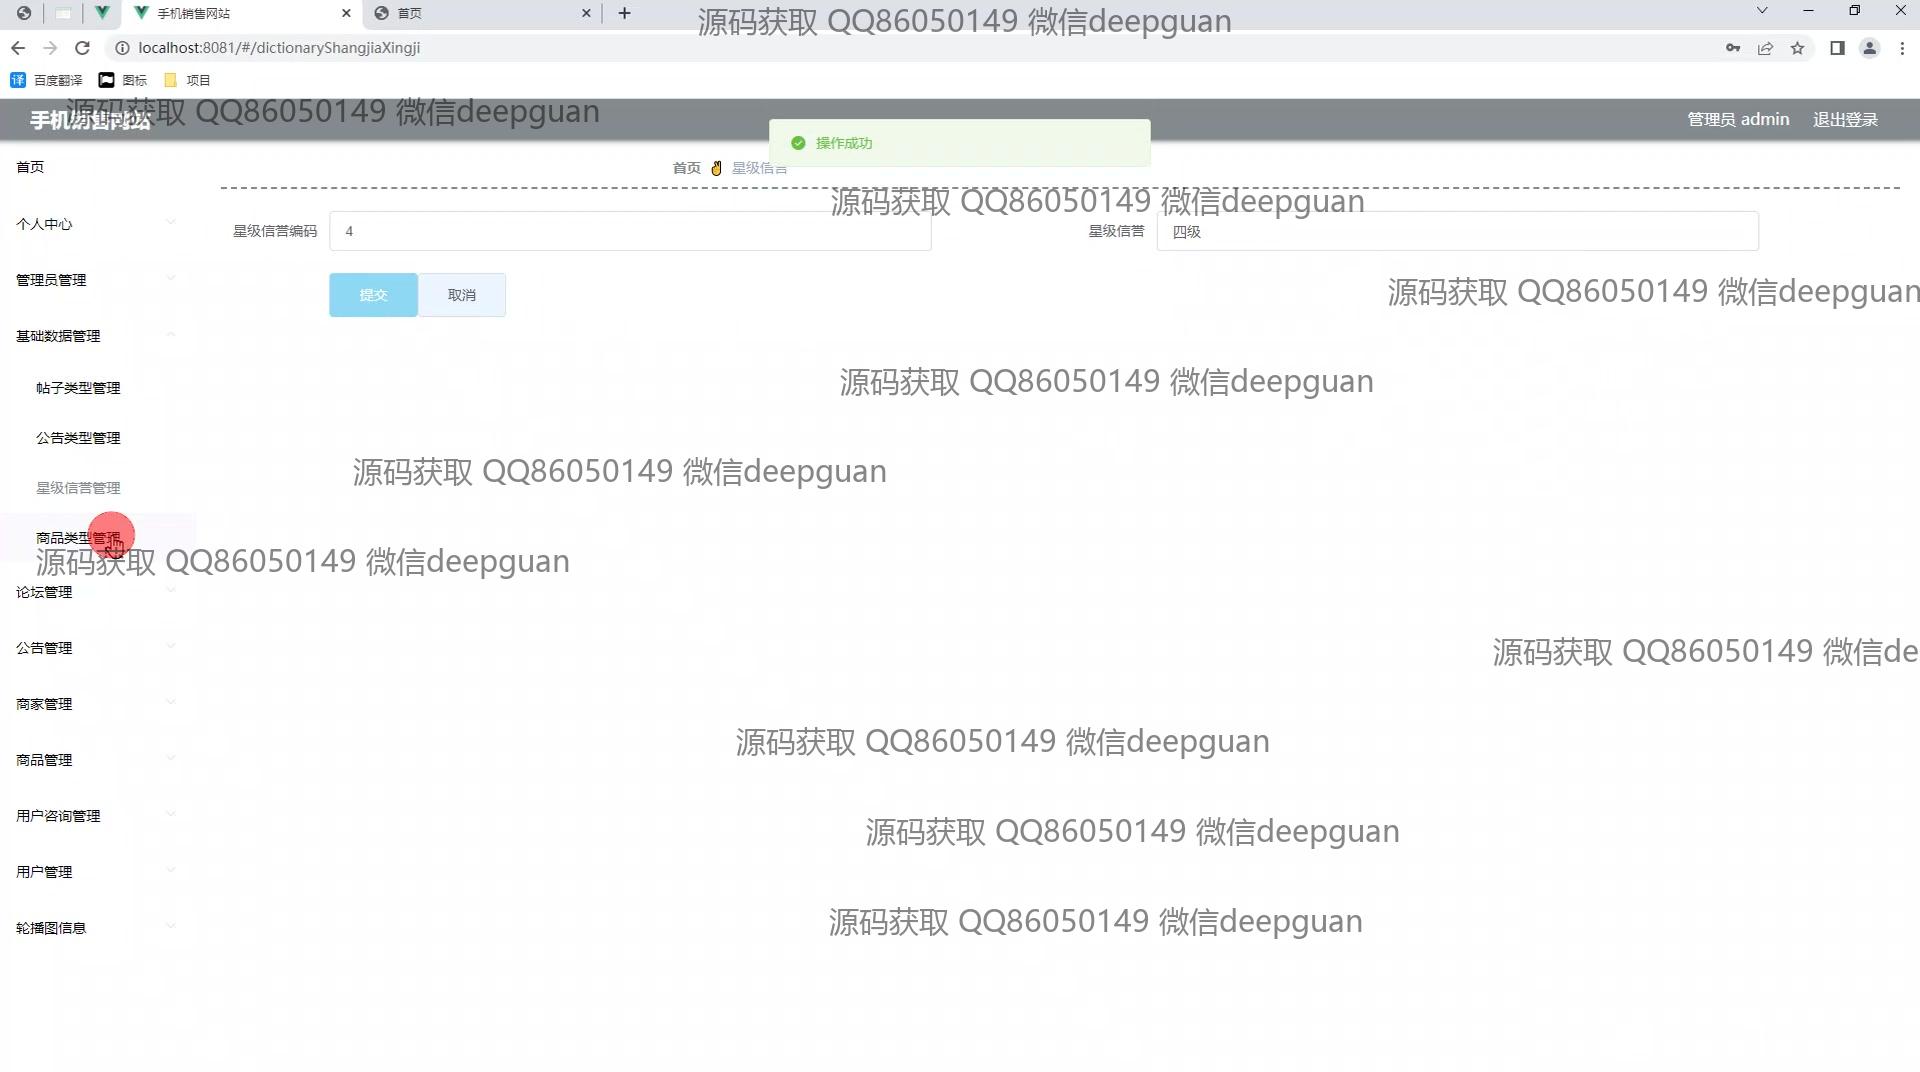 手机销售网站
首页
源码获取 QQ86050149 微信deepguan
localhost:8081/#/dictionaryShangjiaXingji
百度翻译
图标
项目
手机销售网站
源码获取 QQ86050149 微信deepguan
管理员 admin
退出登录
操作成功
首页
首页
星级信誉
源码获取 QQ86050149 微信deepguan
个人中心
星级信誉编码
4
星级信誉
四级
管理员管理
提交
取消
源码获取 QQ86050149 微信deepguan
基础数据管理
帖子类型管理
源码获取 QQ86050149 微信deepguan
公告类型管理
源码获取 QQ86050149 微信deepguan
星级信誉管理
商品类型管理
源码获取 QQ86050149 微信deepguan
论坛管理
公告管理
源码获取 QQ86050149 微信de
商家管理
源码获取 QQ86050149 微信deepguan
商品管理
用户咨询管理
源码获取 QQ86050149 微信deepguan
用户管理
轮播图信息
源码获取 QQ86050149 微信deepguan